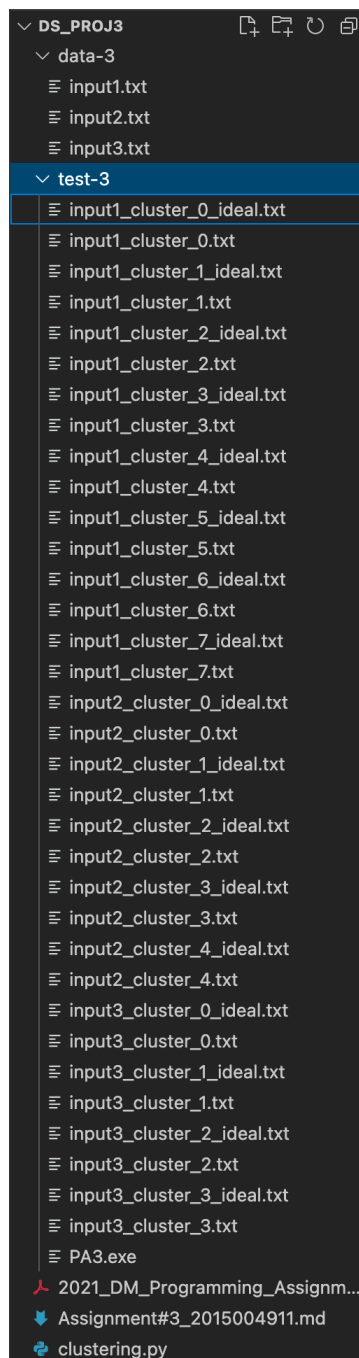 DS_PROJ3
data-3
input1.txt
input2.txt
input3.txt
test-3
input1_cluster_0_ideal.txt
input1_cluster_0.txt
input1_cluster_1_ideal.txt
input1_cluster_1.txt
input1_cluster_2_ideal.txt
input1_cluster_2.txt
input1_cluster_3_ideal.txt
input1_cluster_3.txt
input1_cluster_4_ideal.txt
input1_cluster_4.txt
input1_cluster_5_ideal.txt
input1_cluster_5.txt
input1_cluster_6_ideal.txt
input1_cluster_6.txt
input1_cluster_7_ideal.txt
input1_cluster_7.txt
input2_cluster_0_ideal.txt
input2_cluster_0.txt
input2_cluster_1_ideal.txt
input2_cluster_1.txt
input2_cluster_2_ideal.txt
input2_cluster_2.txt
input2_cluster_3_ideal.txt
input2_cluster_3.txt
input2_cluster_4_ideal.txt
input2_cluster_4.txt
input3_cluster_0_ideal.txt
input3_cluster_0.txt
input3_cluster_1_ideal.txt
input3_cluster_1.txt
input3_cluster_2_ideal.txt
input3_cluster_2.txt
input3_cluster_3_ideal.txt
input3_cluster_3.txt
PA3.exe
2021_DM_Programming_Assignm...
Assignment#3_2015004911.md
clustering.py